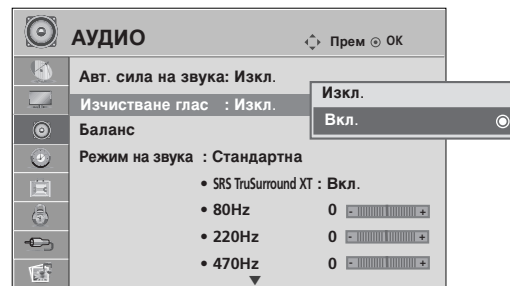 АУДИО
Прем ⊙ ОК
Авт. сила на звука: Изкл.
Изчистване глас : Изкл.
Изкл.
Вкл.
Баланс
Режим на звука : Стандартна
• SRS TruSurround XT : Вкл.
• 80Hz 0 - +
• 220Hz 0 - +
• 470Hz 0 - +